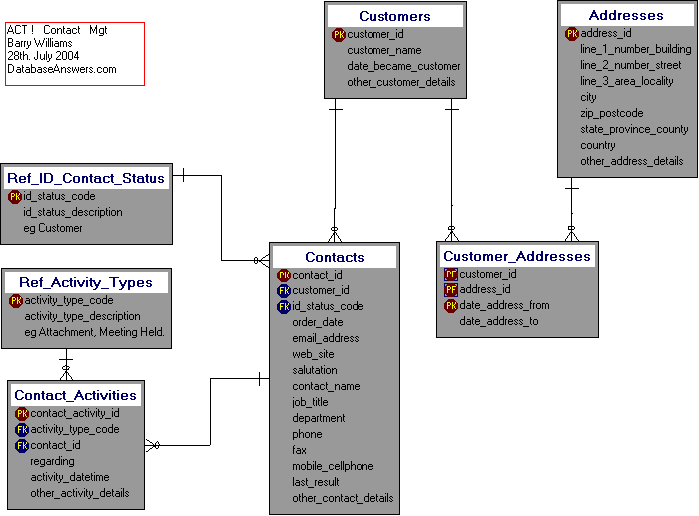 ACT ! Contact Mgt
Barry Williams
28th. July 2004
DatabaseAnswers.com
Customers
PK customer_id
customer_name
date_became_customer
other_customer_details
Addresses
PK address_id
line_1_number_building
line_2_number_street
line_3_area_locality
city
zip_postcode
state_province_county
country
other_address_details
Ref_ID_Contact_Status
PK id_status_code
id_status_description
eg Customer
Contacts
PK contact_id
FK customer_id
FK id_status_code
order_date
email_address
web_site
salutation
contact_name
job_title
department
phone
fax
mobile_cellphone
last_result
other_contact_details
Customer_Addresses
PF customer_id
PF address_id
PK date_address_from
date_address_to
Ref_Activity_Types
PK activity_type_code
activity_type_description
eg Attachment, Meeting Held.
Contact_Activities
PK contact_activity_id
FK activity_type_code
FK contact_id
regarding
activity_datetime
other_activity_details